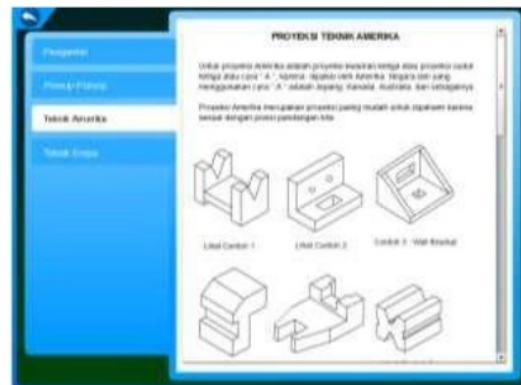 Pengantar
Prinsip-Prinsip
Teknik Amerika
Teknik Eropa
PROYEKSI TEKNIK AMERIKA
Untuk proyeksi Amerika adalah proyeksi kwadran ketiga atau proyeksi sudut
ketiga atau cara " A ", karena dipakai oleh Amerika. Negara lain yang
menggunakan cara " A " adalah Jepang, Kanada, Australia, dan sebagainya
Proyeksi Amerika merupakan proyeksi paling mudah untuk dipahami karena
sesuai dengan posisi pandangan kita
Lihat Contoh 1
Lihat Contoh 2
Contoh 3 : Wall Bracket